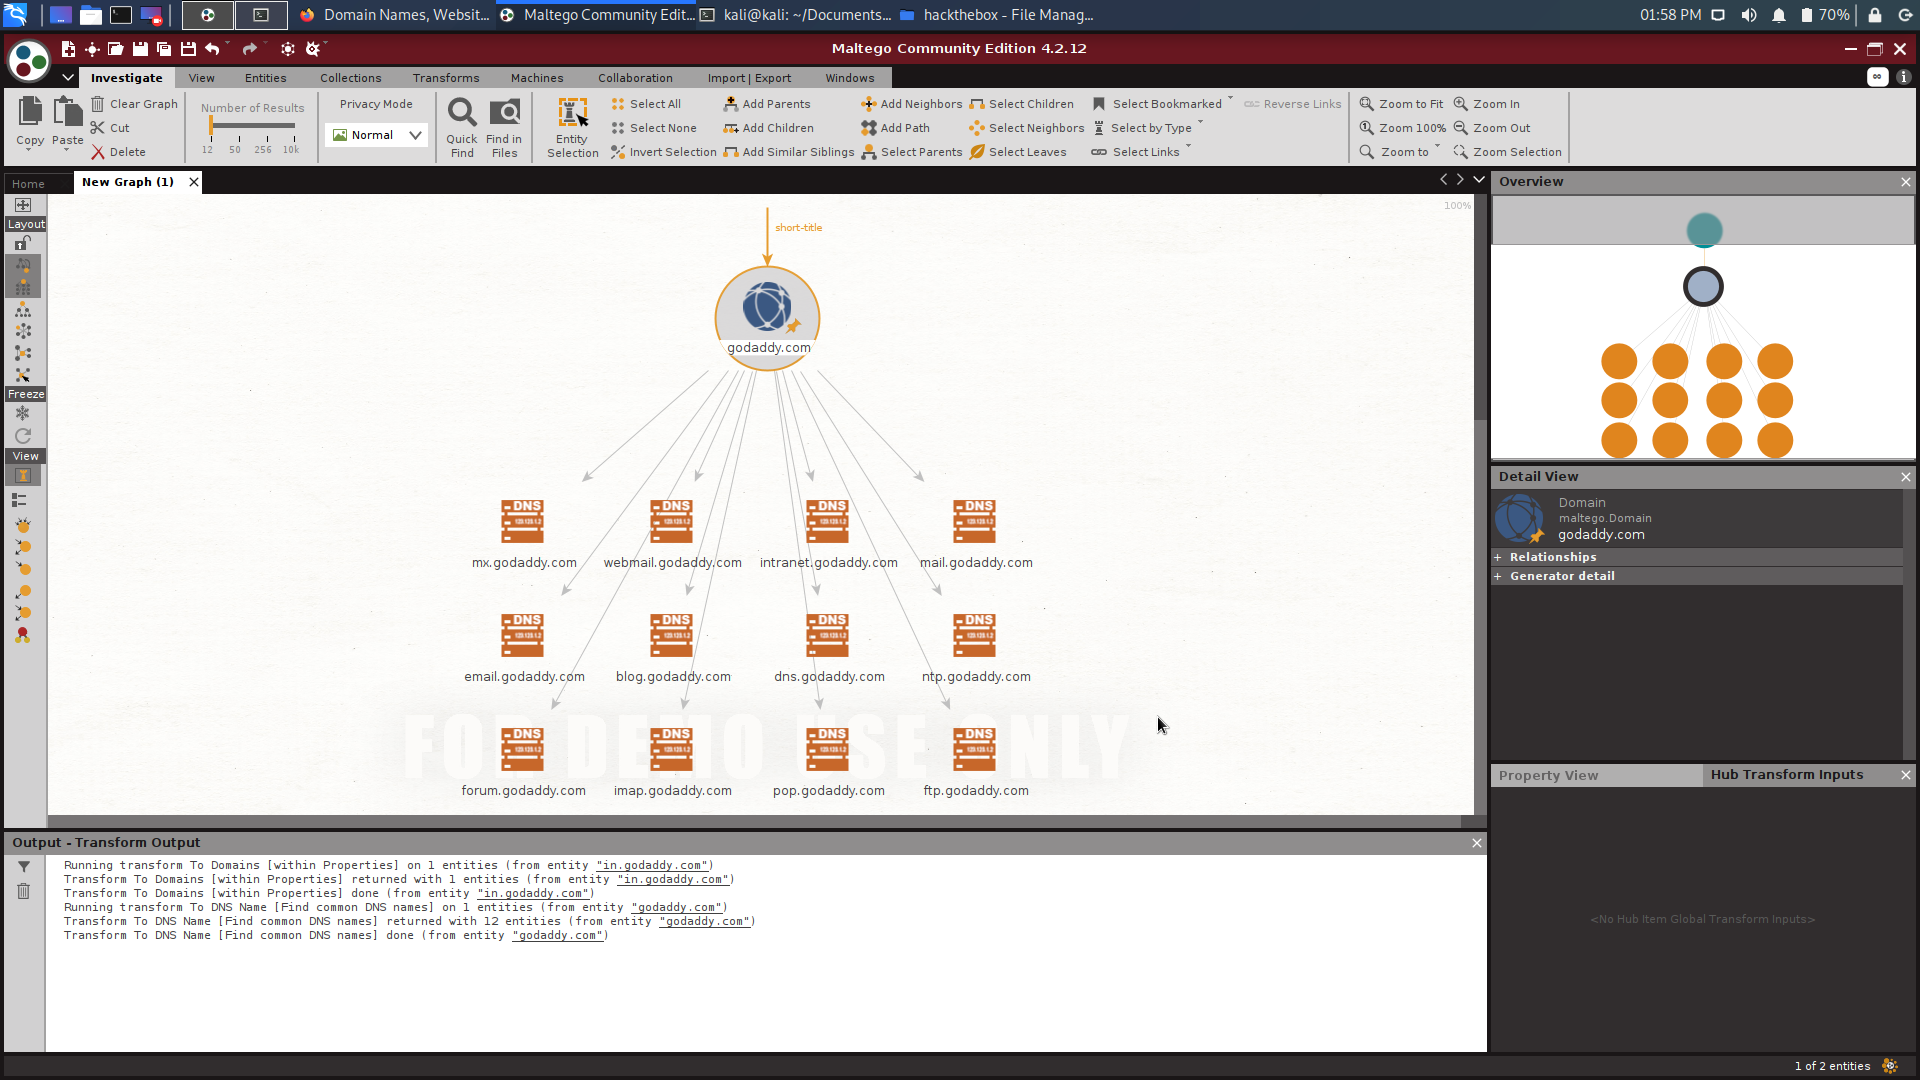 Domain Names, Websit...
Maltego Community Edit...
kali@kali: ~/Documents...
hackthebox - File Manag...
01:58 PM
70%
Maltego Community Edition 4.2.12
Investigate
View
Entities
Collections
Transforms
Machines
Collaboration
Import | Export
Windows
Copy
Paste
Clear Graph
Cut
Delete
Number of Results
12 50 256 10k
Privacy Mode
Normal
Quick Find
Find in Files
Entity Selection
Select All
Select None
Invert Selection
Add Parents
Add Children
Add Similar Siblings
Add Neighbors
Add Path
Select Parents
Select Children
Select Neighbors
Select Leaves
Select Bookmarked
Select by Type
Select Links
Reverse Links
Zoom to Fit
Zoom 100%
Zoom to
Zoom In
Zoom Out
Zoom Selection
Home
New Graph (1)
Layout
Freeze
View
100%
short-title
godaddy.com
DNS DNS DNS DNS
mx.godaddy.com webmail.godaddy.com intranet.godaddy.com mail.godaddy.com
DNS DNS DNS DNS
email.godaddy.com blog.godaddy.com dns.godaddy.com ntp.godaddy.com
FOR DEMO USE ONLY
DNS DNS DNS DNS
forum.godaddy.com imap.godaddy.com pop.godaddy.com ftp.godaddy.com
Overview
Detail View
Domain
maltego.Domain
godaddy.com
+ Relationships
+ Generator detail
Property View
Hub Transform Inputs
<No Hub Item Global Transform Inputs>
Output - Transform Output
Running transform To Domains [within Properties] on 1 entities (from entity "in.godaddy.com")
Transform To Domains [within Properties] returned with 1 entities (from entity "in.godaddy.com")
Transform To Domains [within Properties] done (from entity "in.godaddy.com")
Running transform To DNS Name [Find common DNS names] on 1 entities (from entity "godaddy.com")
Transform To DNS Name [Find common DNS names] returned with 12 entities (from entity "godaddy.com")
Transform To DNS Name [Find common DNS names] done (from entity "godaddy.com")
1 of 2 entities